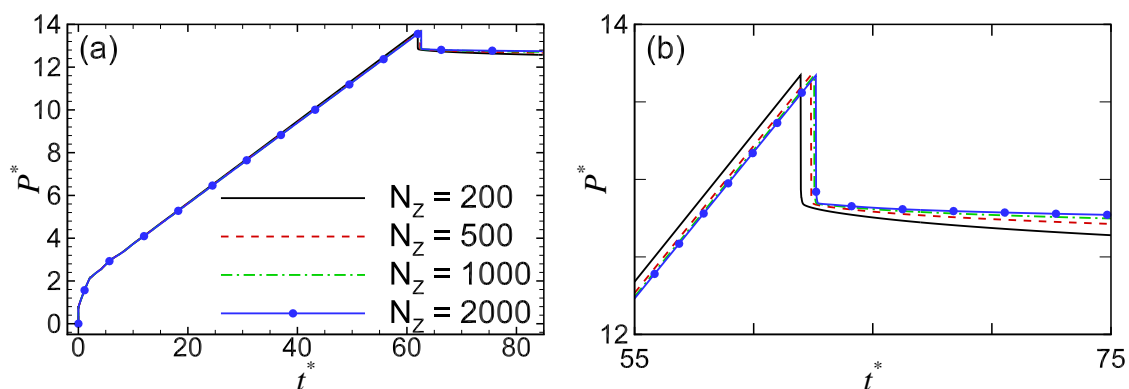 (a)
P*
14
12
10
8
6
4
2
0
N_Z = 200
N_Z = 500
N_Z = 1000
N_Z = 2000
0 20 40 60 80
t*
(b)
P*
14
12
55 75
t*